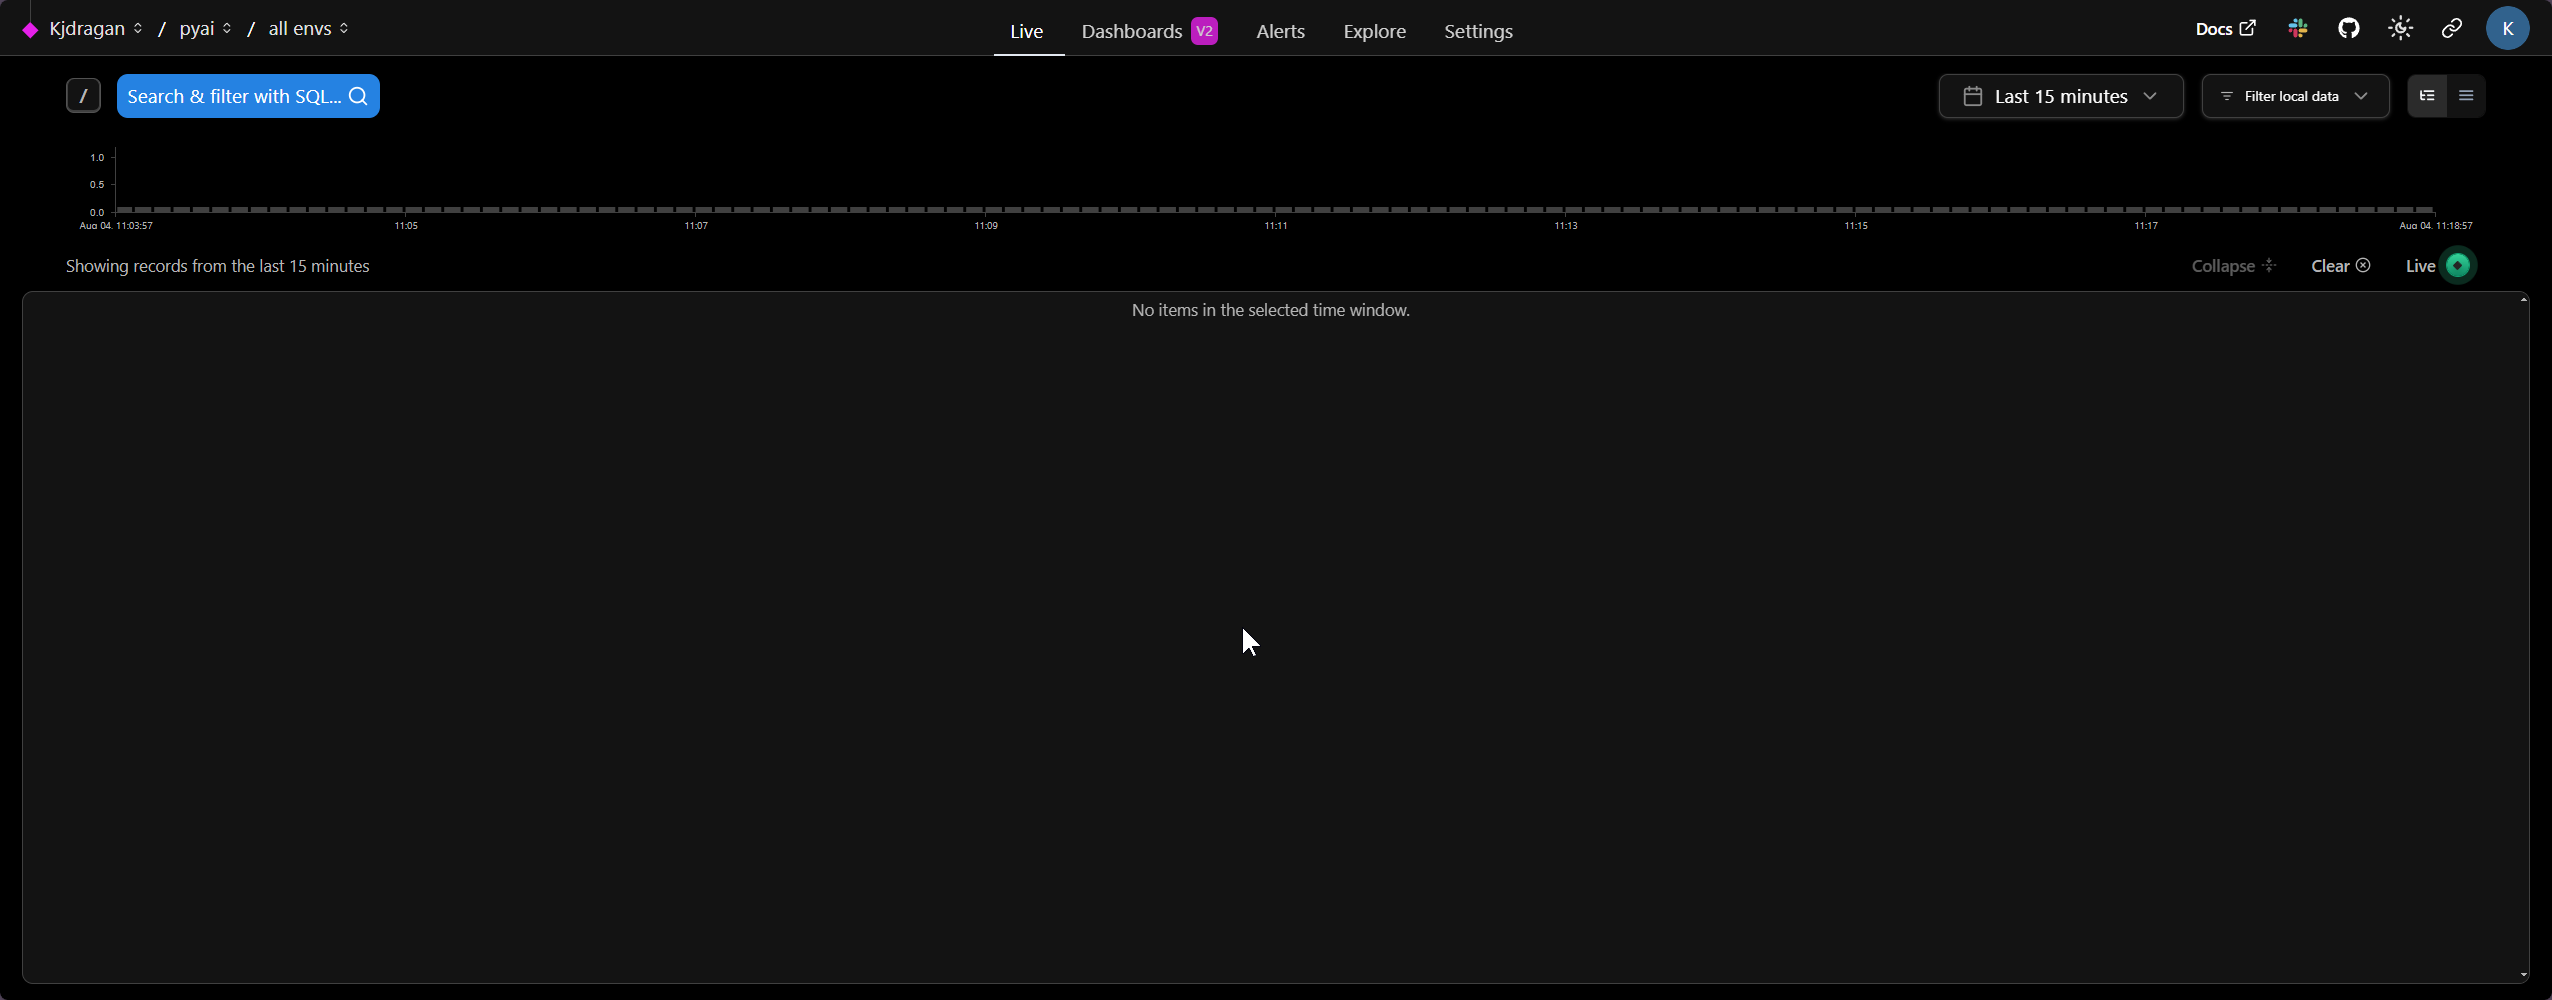 Kjdragan / pyai / all envs
Live Dashboards V2 Alerts Explore Settings
Docs K
/ Search & filter with SQL... Last 15 minutes Filter local data
1.0
0.5
0.0
Aug 04, 11:03:57 11:05 11:07 11:09 11:11 11:13 11:15 11:17 Aug 04, 11:18:57
Showing records from the last 15 minutes Collapse Clear Live
No items in the selected time window.